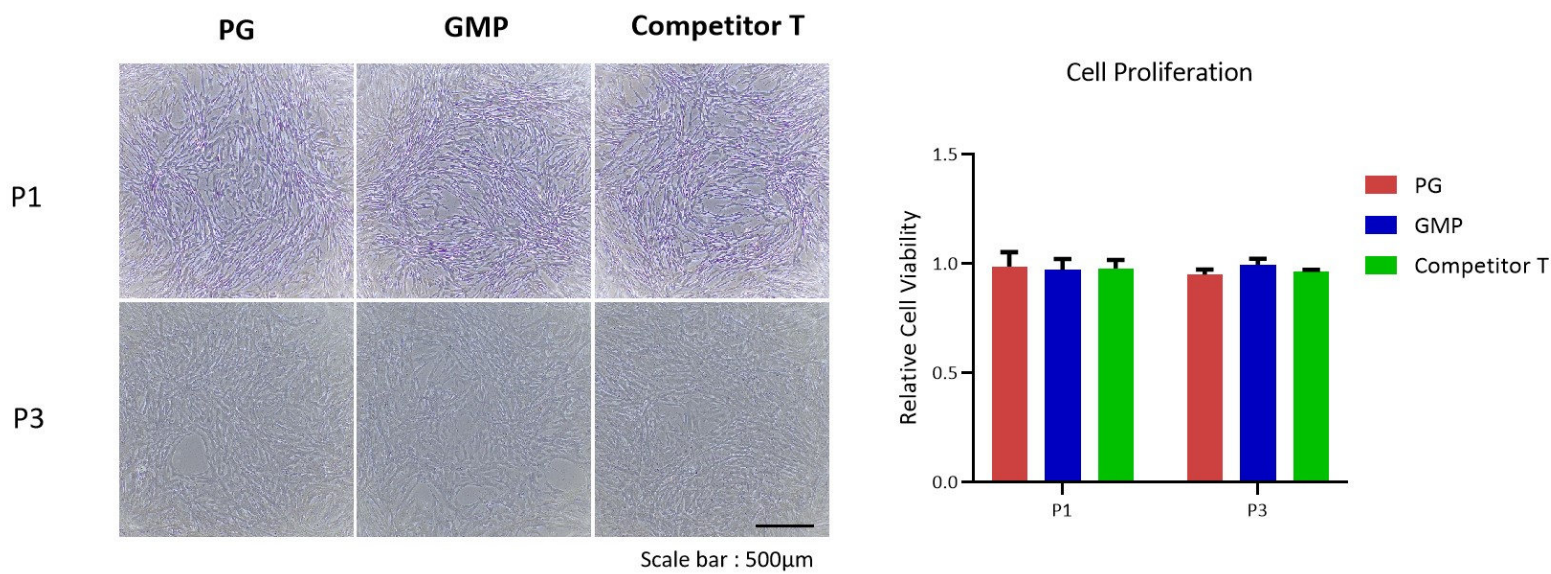 PG GMP Competitor T
P1
P3
Scale bar : 500µm
Cell Proliferation
Relative Cell Viability
1.5
1.0
0.5
0.0
P1 P3
PG
GMP
Competitor T